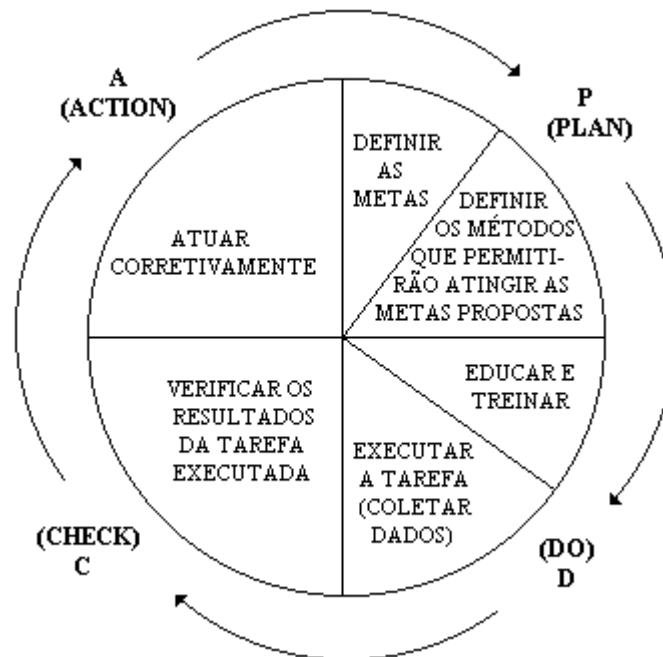 A
(ACTION)
P
(PLAN)
DEFINIR
AS
METAS
DEFINIR
OS MÉTODOS
QUE PERMITI-
RÃO ATINGIR AS
METAS PROPOSTAS
ATUAR
CORRETIVAMENTE
EDUCAR E
TREINAR
VERIFICAR OS
RESULTADOS
DA TAREFA
EXECUTADA
EXECUTAR
A TAREFA
(COLETAR
DADOS)
(CHECK)
C
(DO)
D